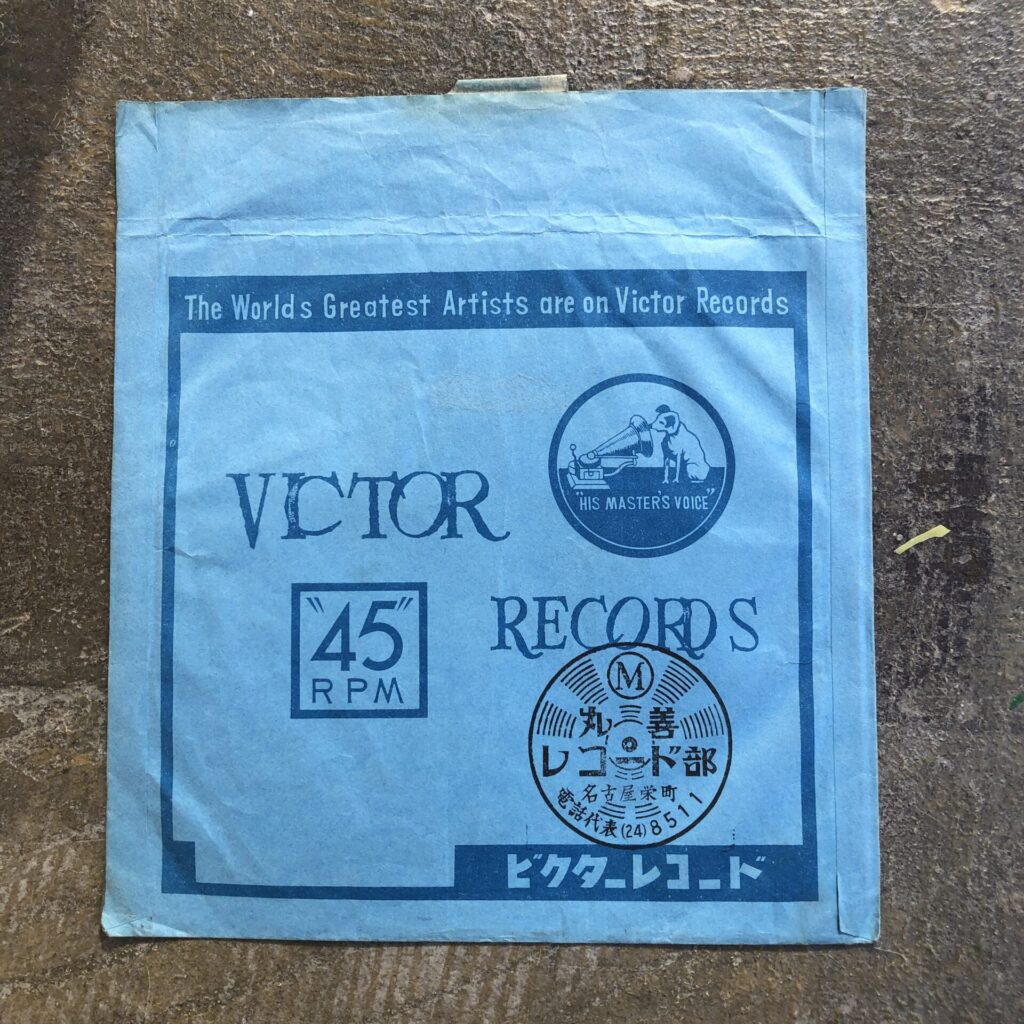 The Worlds Greatest Artists are on Victor Records
VICTOR
"HIS MASTER'S VOICE"
"45"
RPM
RECORDS
M
丸善
レコード部
名古屋栄町
電話代表(24)8511
ビクターレコード